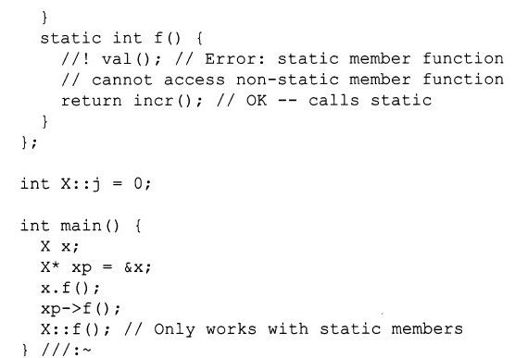 }
  static int f() {
    //! val(); // Error: static member function
    // cannot access non-static member function
    return incr(); // OK -- calls static
  }
};

int X::j = 0;

int main() {
  X x;
  X* xp = &x;
  x.f();
  xp->f();
  X::f(); // Only works with static members
} ///:~